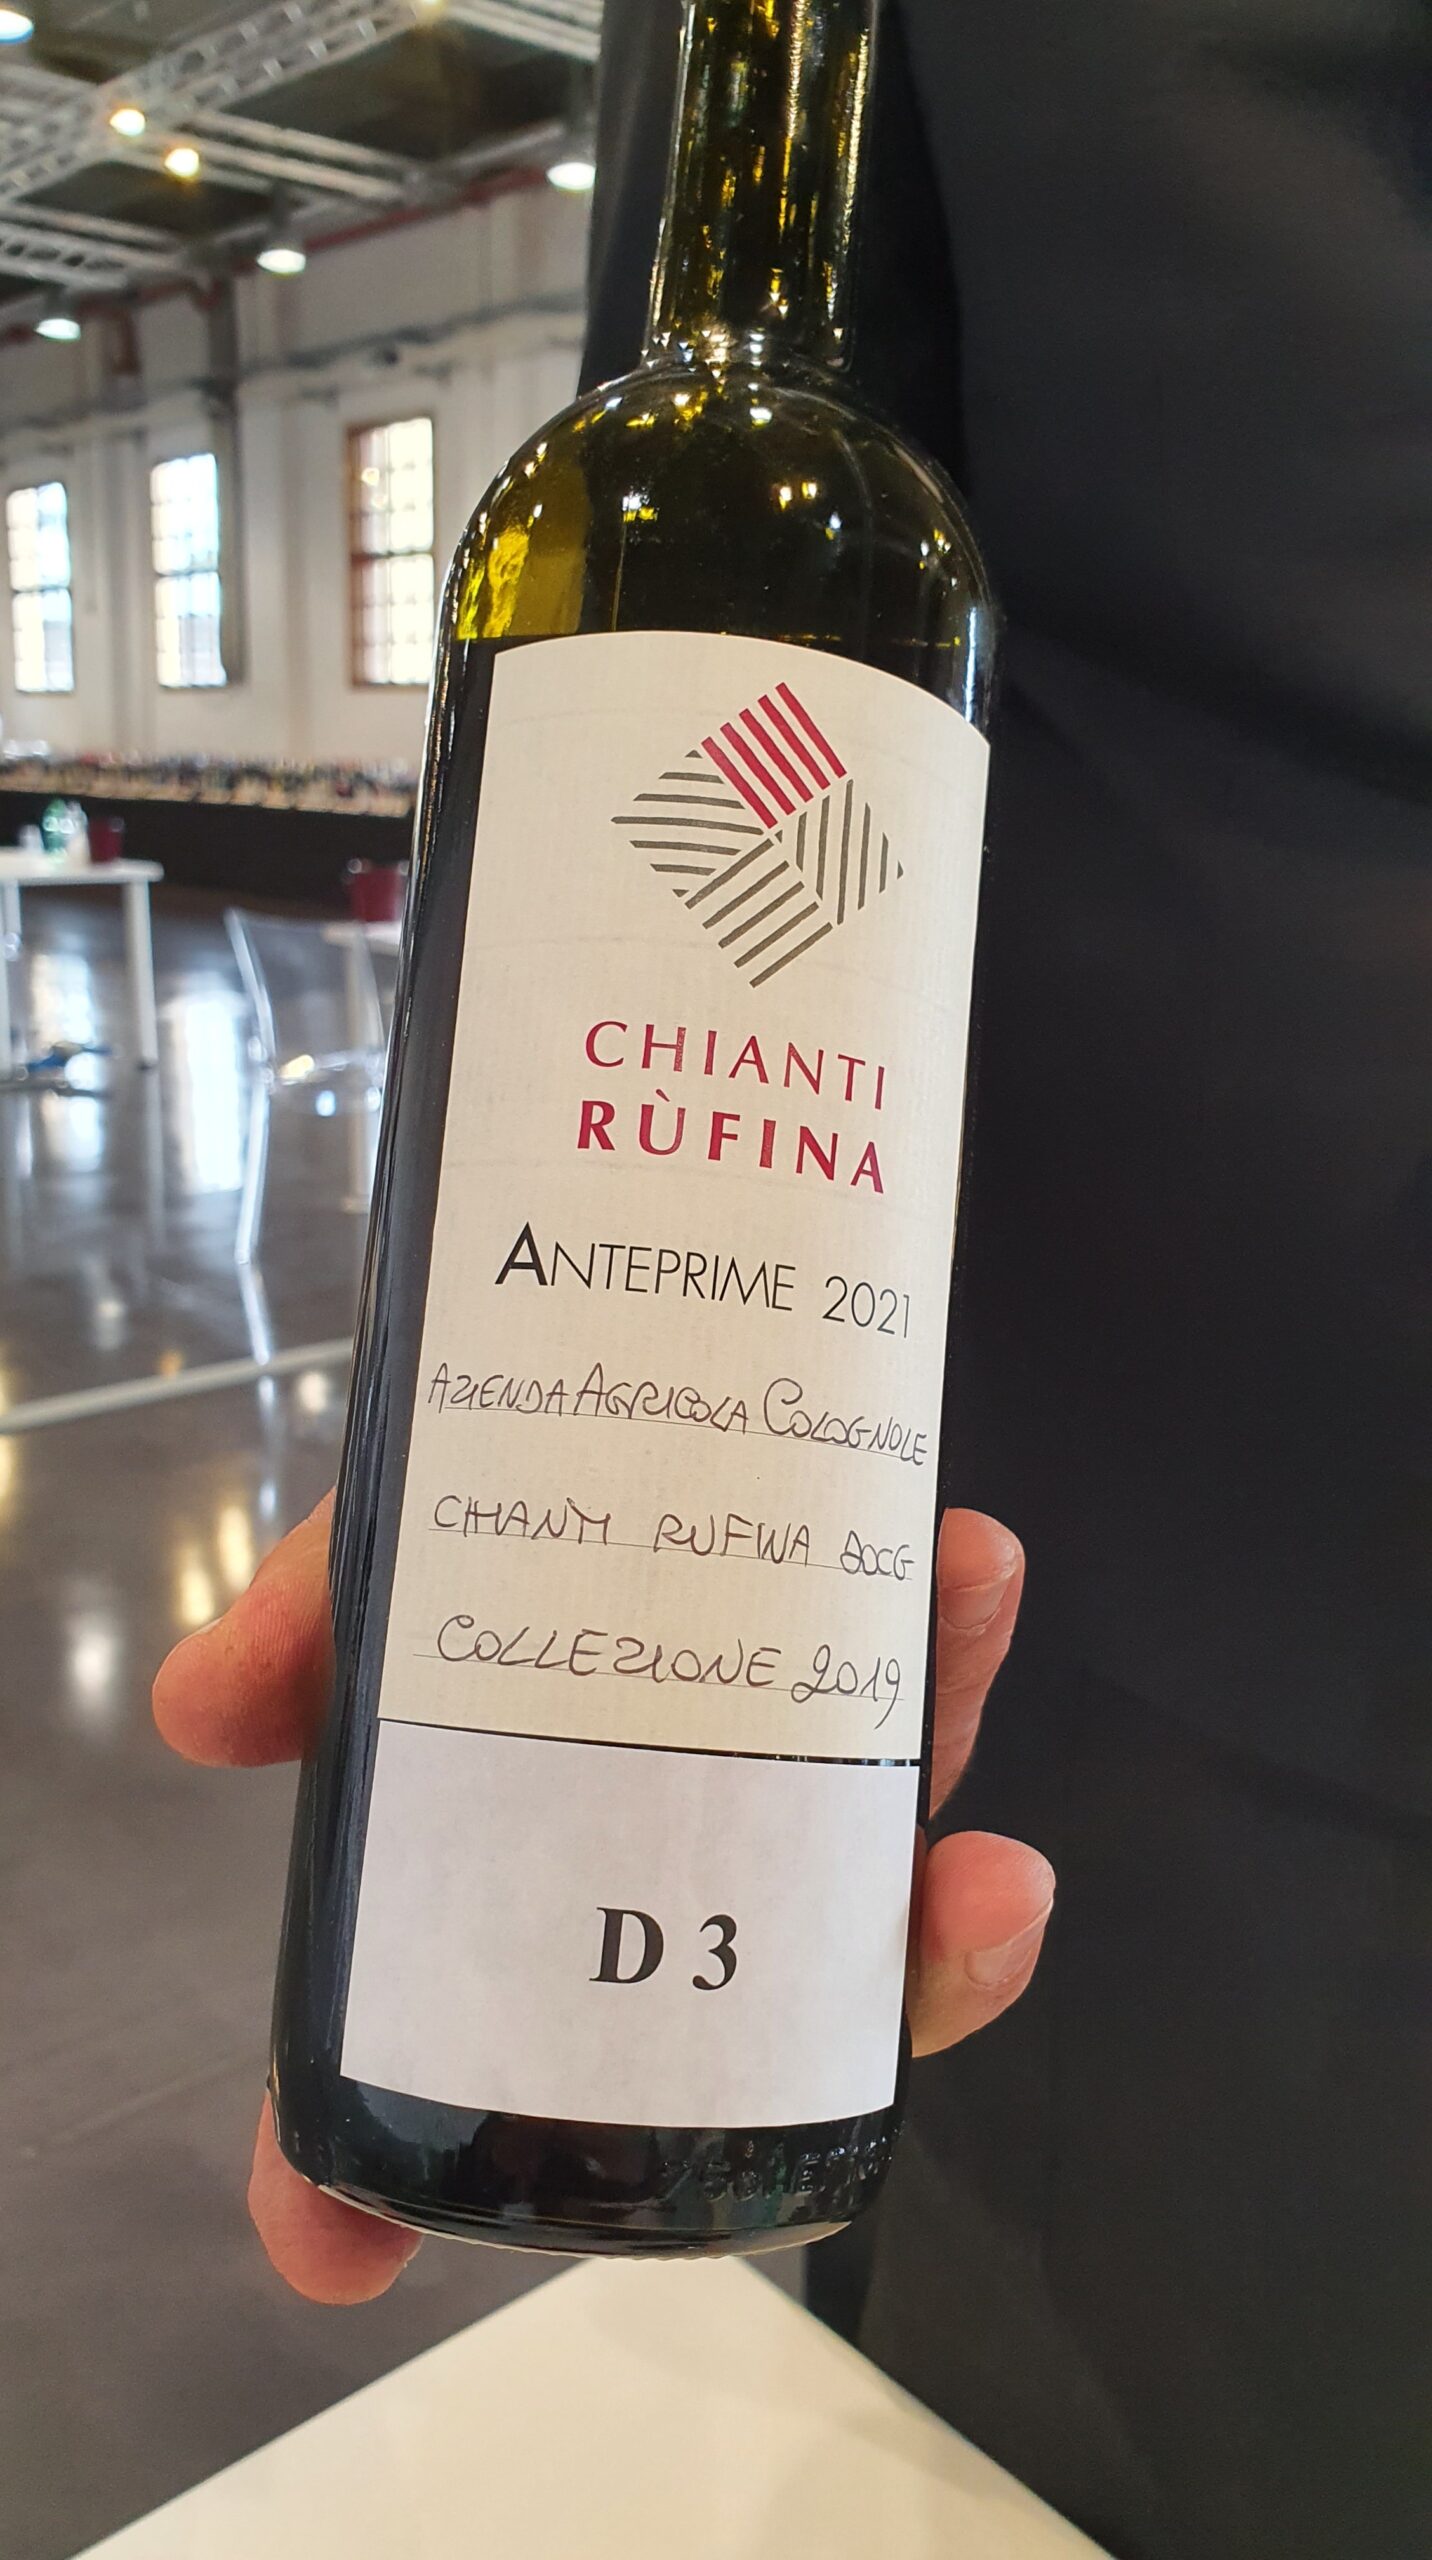 CHIANTI
RÙFINA
ANTEPRIME 2021
AZIENDA AGRICOLA COLOGNOLE
CHIANTI RUFINA DOCG
COLLEZIONE 2019
D 3